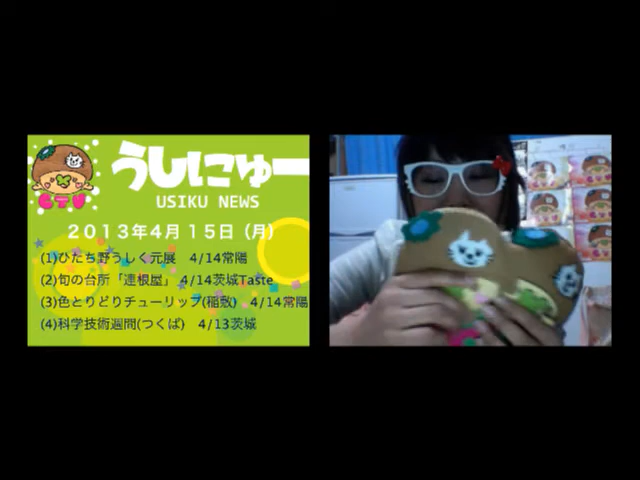 うしにゅー
CTV
USIKU NEWS
2013年4月15日(月)
(1)ひたち野うしく元展 4/14常陽
(2)旬の台所「連根屋」4/14茨城Taste
(3)色とりどりチューリップ(稲敷) 4/14常陽
(4)科学技術週間(つくば) 4/13茨城